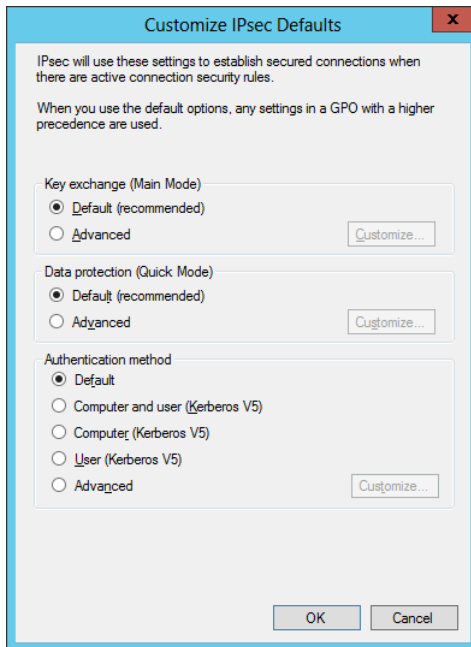 Customize IPsec Defaults
x
IPsec will use these settings to establish secured connections when
there are active connection security rules.
When you use the default options, any settings in a GPO with a higher
precedence are used.
Key exchange (Main Mode)
Default (recommended)
Advanced
Customize...
Data protection (Quick Mode)
Default (recommended)
Advanced
Customize...
Authentication method
Default
Computer and user (Kerberos V5)
Computer (Kerberos V5)
User (Kerberos V5)
Advanced
Customize...
OK
Cancel